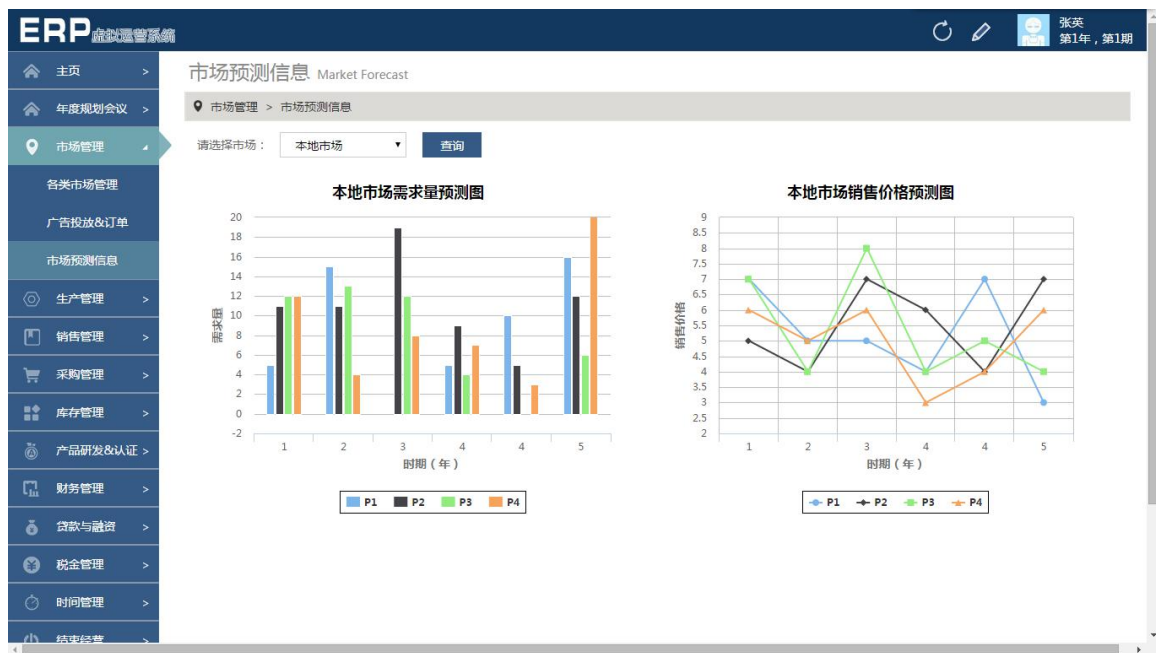 ERP虚拟运营系统
张英
第1年，第1期
主页 >
年度规划会议 >
市场管理
各类市场管理
广告投放&订单
市场预测信息
生产管理 >
销售管理 >
采购管理 >
库存管理 >
产品研发&认证 >
财务管理 >
贷款与融资 >
税金管理 >
时间管理 >
结束经营 >
市场预测信息 Market Forecast
市场管理 > 市场预测信息
请选择市场： 本地市场 查询
本地市场需求量预测图
20
18
16
14
12
10
8
6
4
2
0
-2
需求量
1 2 3 4 4 5
时期（年）
P1 P2 P3 P4
本地市场销售价格预测图
9
8.5
8
7.5
7
6.5
6
5.5
5
4.5
4
3.5
3
2.5
2
销售价格
1 2 3 4 4 5
时期（年）
P1 P2 P3 P4